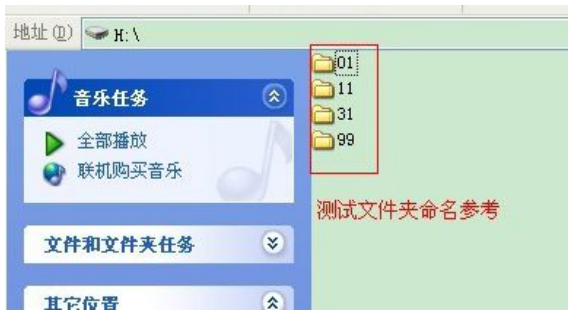 地址(D) H:\
音乐任务
全部播放
联机购买音乐
文件和文件夹任务
其它位置
01
11
31
99
测试文件夹命名参考